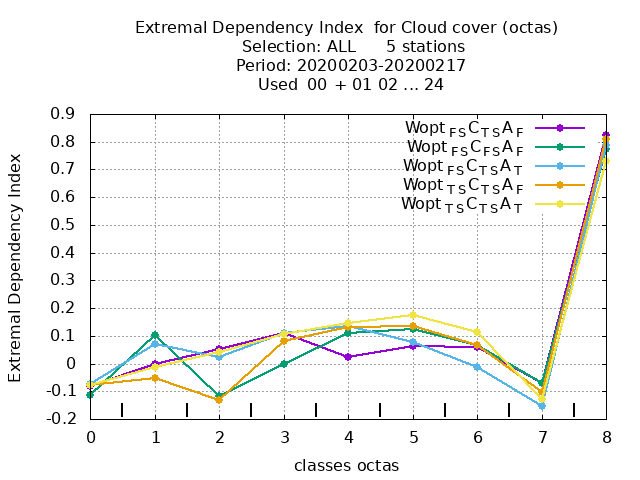 Extremal Dependency Index for Cloud cover (octas)
Selection: ALL 5 stations
Period: 20200203-20200217
Used 00 + 01 02 ... 24
Extremal Dependency Index
0.9
0.8
0.7
0.6
0.5
0.4
0.3
0.2
0.1
0
-0.1
-0.2
Wopt FS C TS A F
Wopt FS C FS A F
Wopt FS C TS A T
Wopt TS C TS A F
Wopt TS C TS A T
0 1 2 3 4 5 6 7 8
classes octas